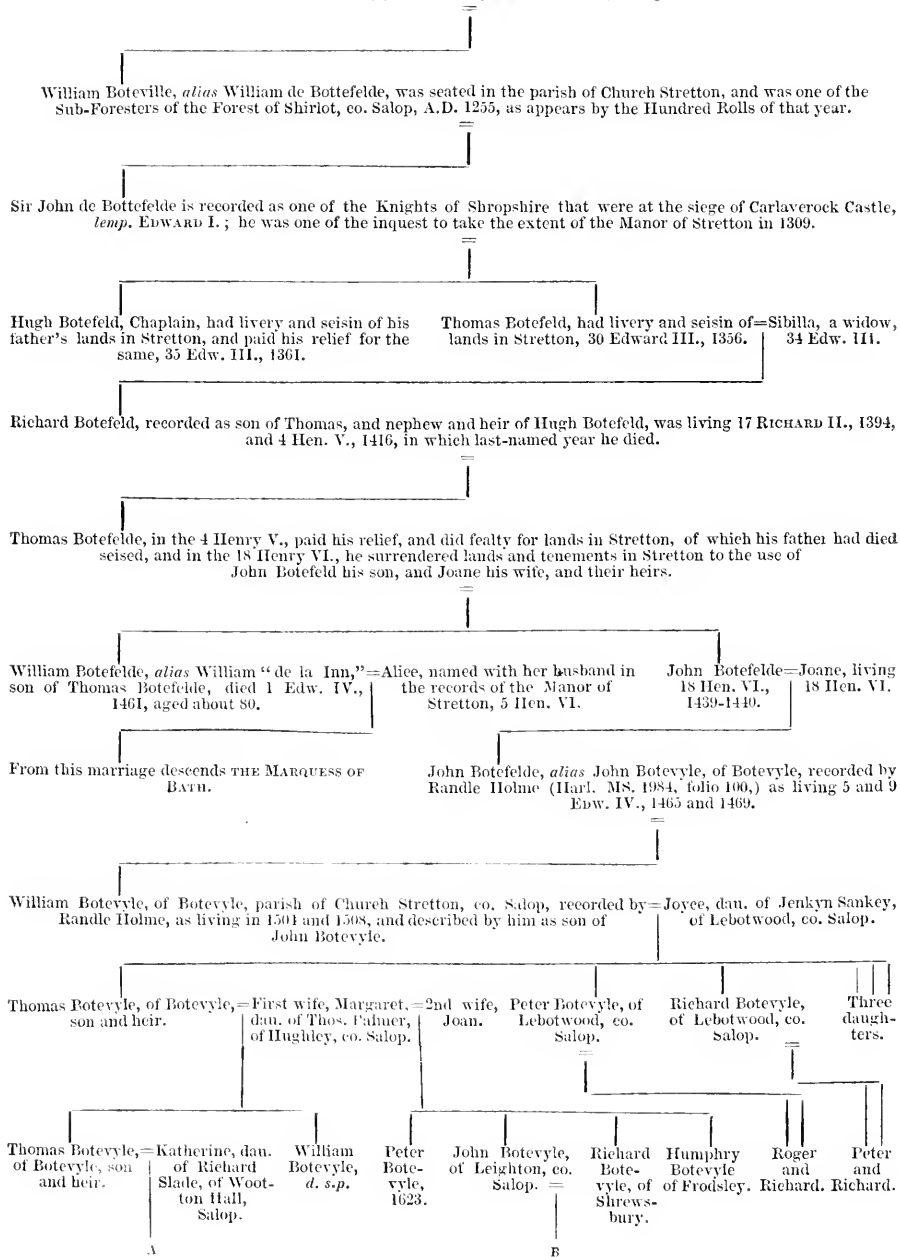 William Boteville, alias William de Bottefelde, was seated in the parish of Church Stretton, and was one of the
Sub-Foresters of the Forest of Shirlot, co. Salop, A.D. 1255, as appears by the Hundred Rolls of that year.
Sir John de Bottefelde is recorded as one of the Knights of Shropshire that were at the siege of Carlaverock Castle,
temp. EDWARD I.; he was one of the inquest to take the extent of the Manor of Stretton in 1309.
Hugh Botefeld, Chaplain, had livery and seisin of his
father's lands in Stretton, and paid his relief for the
same, 35 Edw. III., 1361.
Thomas Botefeld, had livery and seisin of=Sibilla, a widow,
lands in Stretton, 30 Edward III., 1356. 34 Edw. III.
Richard Botefeld, recorded as son of Thomas, and nephew and heir of Hugh Botefeld, was living 17 RICHARD II., 1394,
and 4 Hen. V., 1416, in which last-named year he died.
Thomas Botefelde, in the 4 Henry V., paid his relief, and did fealty for lands in Stretton, of which his father had died
seised, and in the 18 Henry VI., he surrendered lands and tenements in Stretton to the use of
John Botefeld his son, and Joane his wife, and their heirs.
William Botefelde, alias William "de la Inn,"=Alice, named with her husband in
son of Thomas Botefelde, died 1 Edw. IV., the records of the Manor of
1461, aged about 80. Stretton, 5 Hen. VI.
John Botefelde=Joane, living
18 Hen. VI., 18 Hen. VI.
1439-1440.
From this marriage descends THE MARQUESS OF
BATH.
John Botefelde, alias John Botevyle, of Botevyle, recorded by
Randle Holme (Harl. MS. 1984, folio 100,) as living 5 and 9
EDW. IV., 1465 and 1469.
William Botevyle, of Botevyle, parish of Church Stretton, co. Salop, recorded by=Joyce, dan. of Jenkyn Sankey,
Randle Holme, as living in 1501 and 1508, and described by him as son of of Lebotwood, co. Salop.
John Botevyle.
Thomas Botevyle, of Botevyle,=First wife, Margaret,=2nd wife,
son and heir. dan. of Thos. Palmer, Joan.
of Hughley, co. Salop.
Peter Botevyle, of
Lebotwood, co.
Salop.
Richard Botevyle,
of Lebotwood, co.
Salop.
Three
daugh-
ters.
Thomas Botevyle,=Katherine, dau.
of Botevyle, son of Richard
and heir. Slade, of Woot-
ton Hall,
Salop.
William
Botevyle,
d. s.p.
Peter
Bote-
vyle,
1623.
John Botevyle,
of Leighton, co.
Salop.
Richard
Bote-
vyle, of
Shrews-
bury.
Humphry
Botevyle
of Frodsley.
Roger
and
Richard.
Peter
and
Richard.
A
B